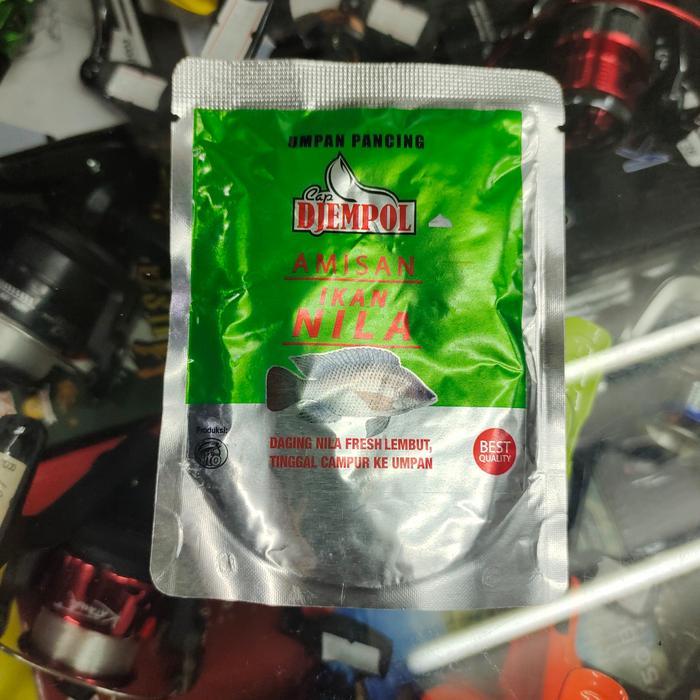 UMPAN PANCING
Cap
DJEMPOL
AMISAN
IKAN
NILA
Produksi:
DAGING NILA FRESH LEMBUT,
TINGGAL CAMPUR KE UMPAN
BEST
QUALITY